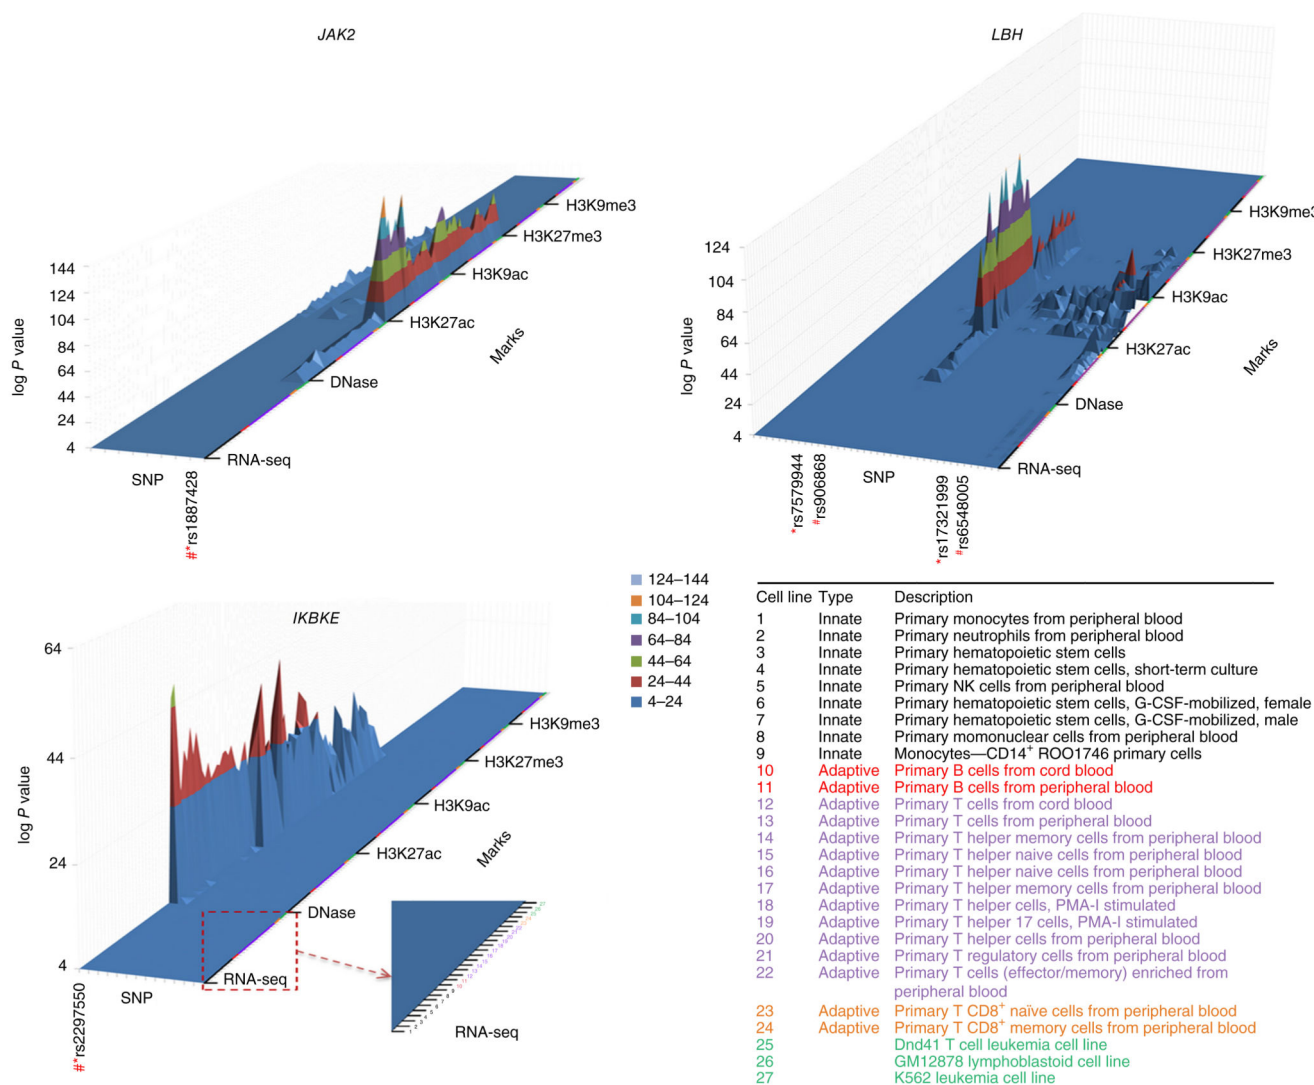 JAK2
144
124
104
84
64
44
24
4
log P value
SNP
#*rs1887428
Marks
RNA-seq
DNase
H3K27ac
H3K9ac
H3K27me3
H3K9me3
LBH
124
104
84
64
44
24
4
log P value
SNP
*rs7579944
#rs906868
*rs17321999
#rs6548005
Marks
RNA-seq
DNase
H3K27ac
H3K9ac
H3K27me3
H3K9me3
IKBKE
64
44
24
4
log P value
SNP
#*rs2297550
Marks
RNA-seq
DNase
H3K27ac
H3K9ac
H3K27me3
H3K9me3
RNA-seq
124–144
104–124
84–104
64–84
44–64
24–44
4–24
Cell line Type Description
1 Innate Primary monocytes from peripheral blood
2 Innate Primary neutrophils from peripheral blood
3 Innate Primary hematopoietic stem cells
4 Innate Primary hematopoietic stem cells, short-term culture
5 Innate Primary NK cells from peripheral blood
6 Innate Primary hematopoietic stem cells, G-CSF-mobilized, female
7 Innate Primary hematopoietic stem cells, G-CSF-mobilized, male
8 Innate Primary momonuclear cells from peripheral blood
9 Innate Monocytes—CD14+ ROO1746 primary cells
10 Adaptive Primary B cells from cord blood
11 Adaptive Primary B cells from peripheral blood
12 Adaptive Primary T cells from cord blood
13 Adaptive Primary T cells from peripheral blood
14 Adaptive Primary T helper memory cells from peripheral blood
15 Adaptive Primary T helper naive cells from peripheral blood
16 Adaptive Primary T helper naive cells from peripheral blood
17 Adaptive Primary T helper memory cells from peripheral blood
18 Adaptive Primary T helper cells, PMA-I stimulated
19 Adaptive Primary T helper 17 cells, PMA-I stimulated
20 Adaptive Primary T helper cells from peripheral blood
21 Adaptive Primary T regulatory cells from peripheral blood
22 Adaptive Primary T cells (effector/memory) enriched from
peripheral blood
23 Adaptive Primary T CD8+ naïve cells from peripheral blood
24 Adaptive Primary T CD8+ memory cells from peripheral blood
25 Dnd41 T cell leukemia cell line
26 GM12878 lymphoblastoid cell line
27 K562 leukemia cell line